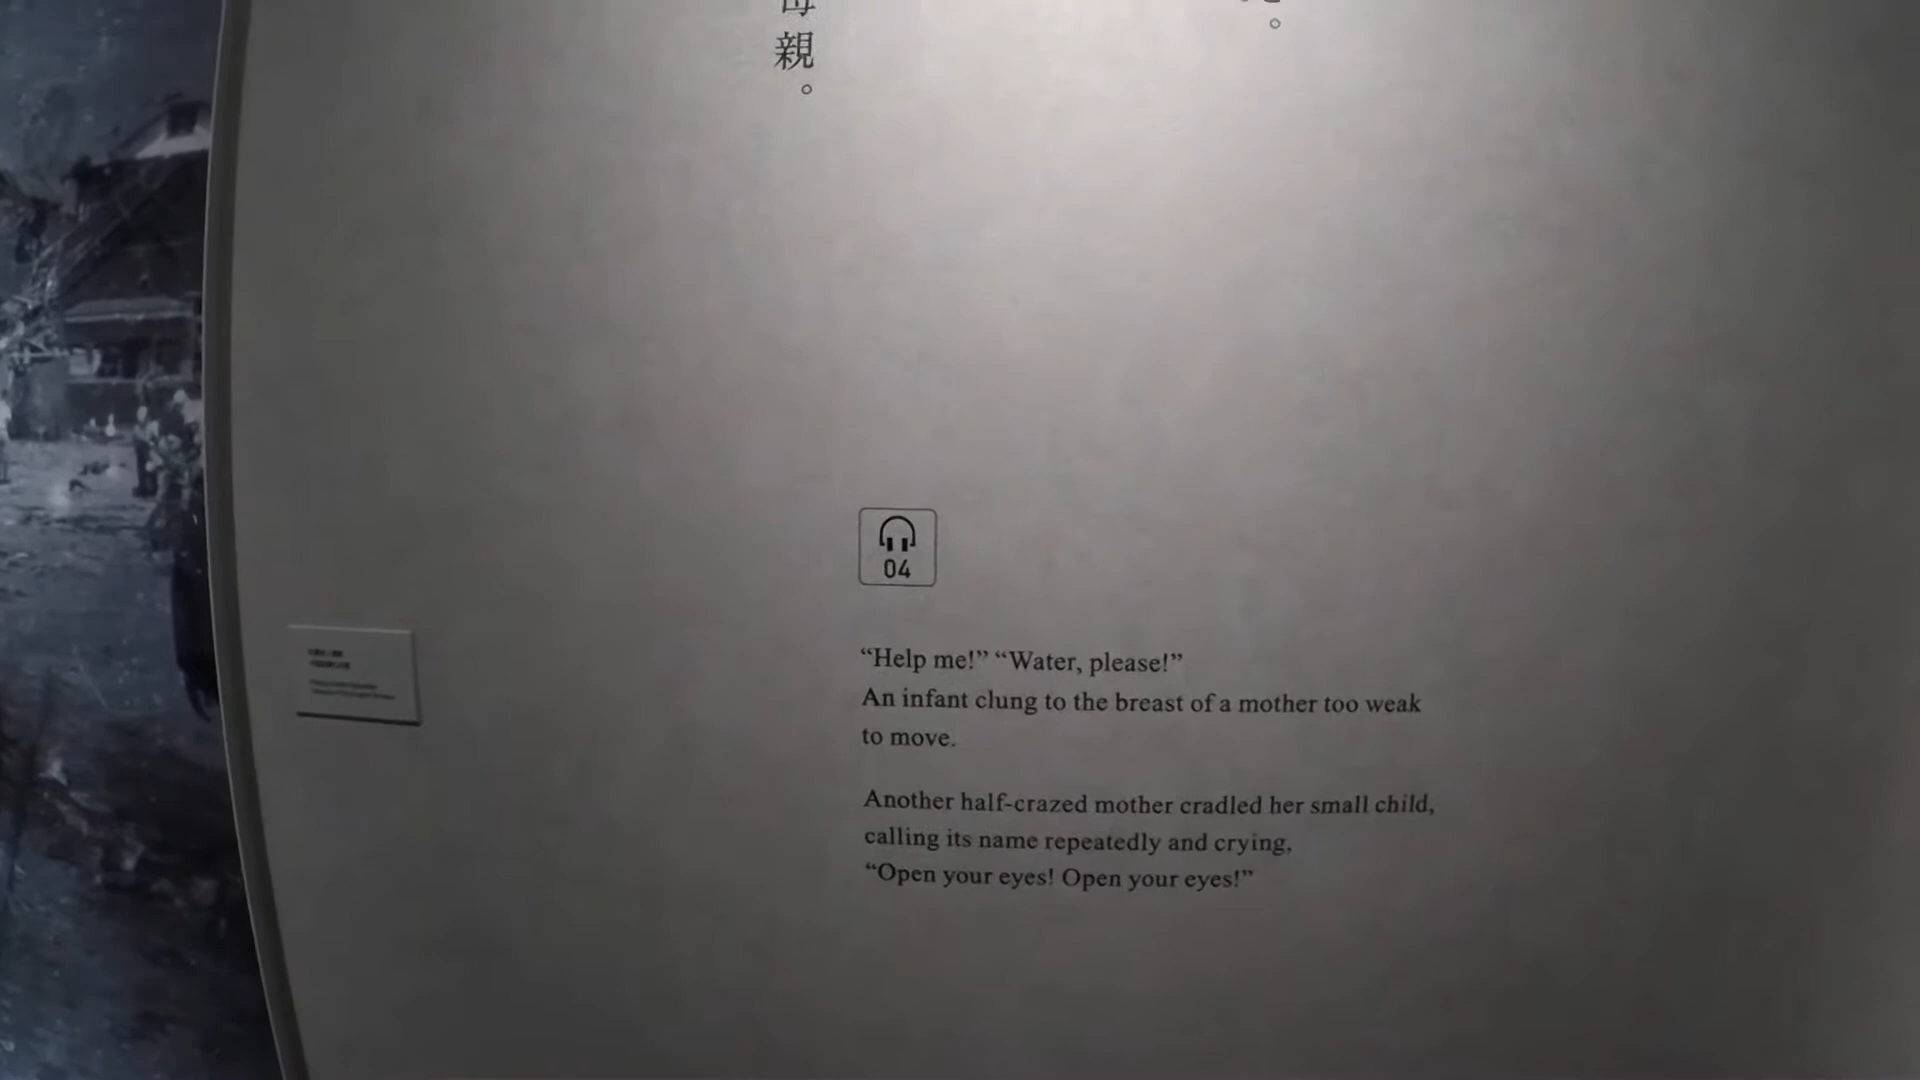 母親。
04
“Help me!” “Water, please!”
An infant clung to the breast of a mother too weak
to move.
Another half-crazed mother cradled her small child,
calling its name repeatedly and crying,
“Open your eyes! Open your eyes!”